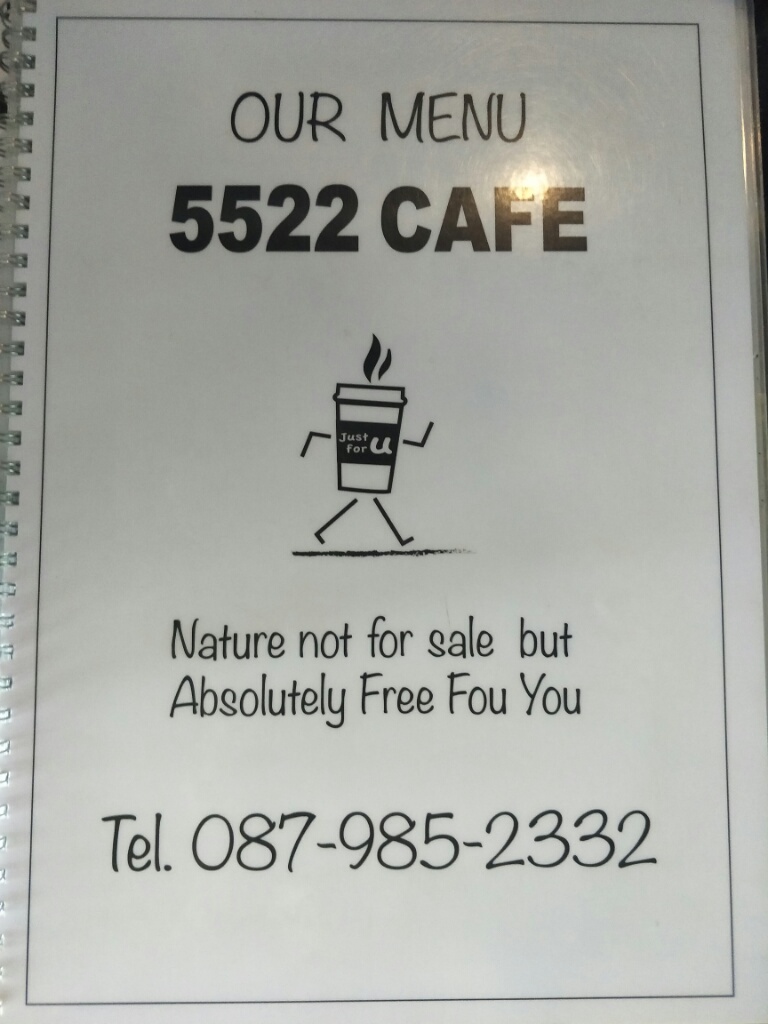 OUR MENU
5522 CAFE
Just
for u
Nature not for sale but
Absolutely Free Fou You
Tel. 087-985-2332